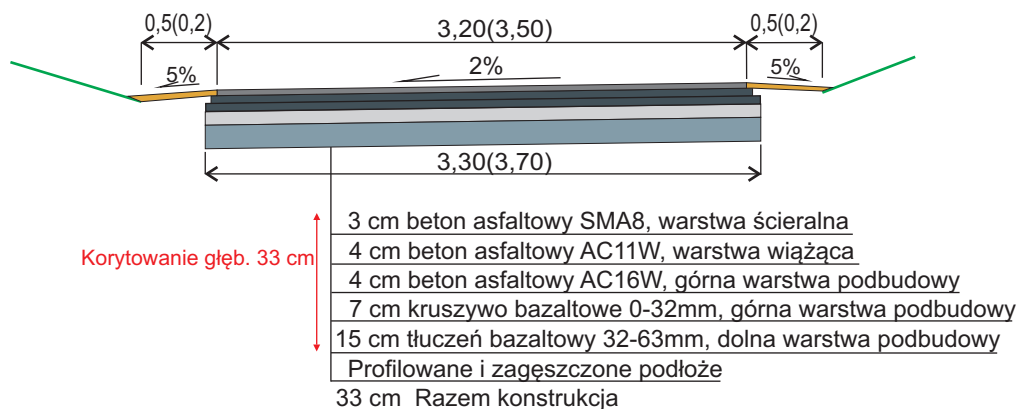 0,5(0,2) 3,20(3,50) 0,5(0,2)
5% 2% 5%
3,30(3,70)
3 cm beton asfaltowy SMA8, warstwa ścieralna
4 cm beton asfaltowy AC11W, warstwa wiążąca
Korytowanie głęb. 33 cm
4 cm beton asfaltowy AC16W, górna warstwa podbudowy
7 cm kruszywo bazaltowe 0-32mm, górna warstwa podbudowy
15 cm tłuczeń bazaltowy 32-63mm, dolna warstwa podbudowy
Profilowane i zagęszczone podłoże
33 cm Razem konstrukcja